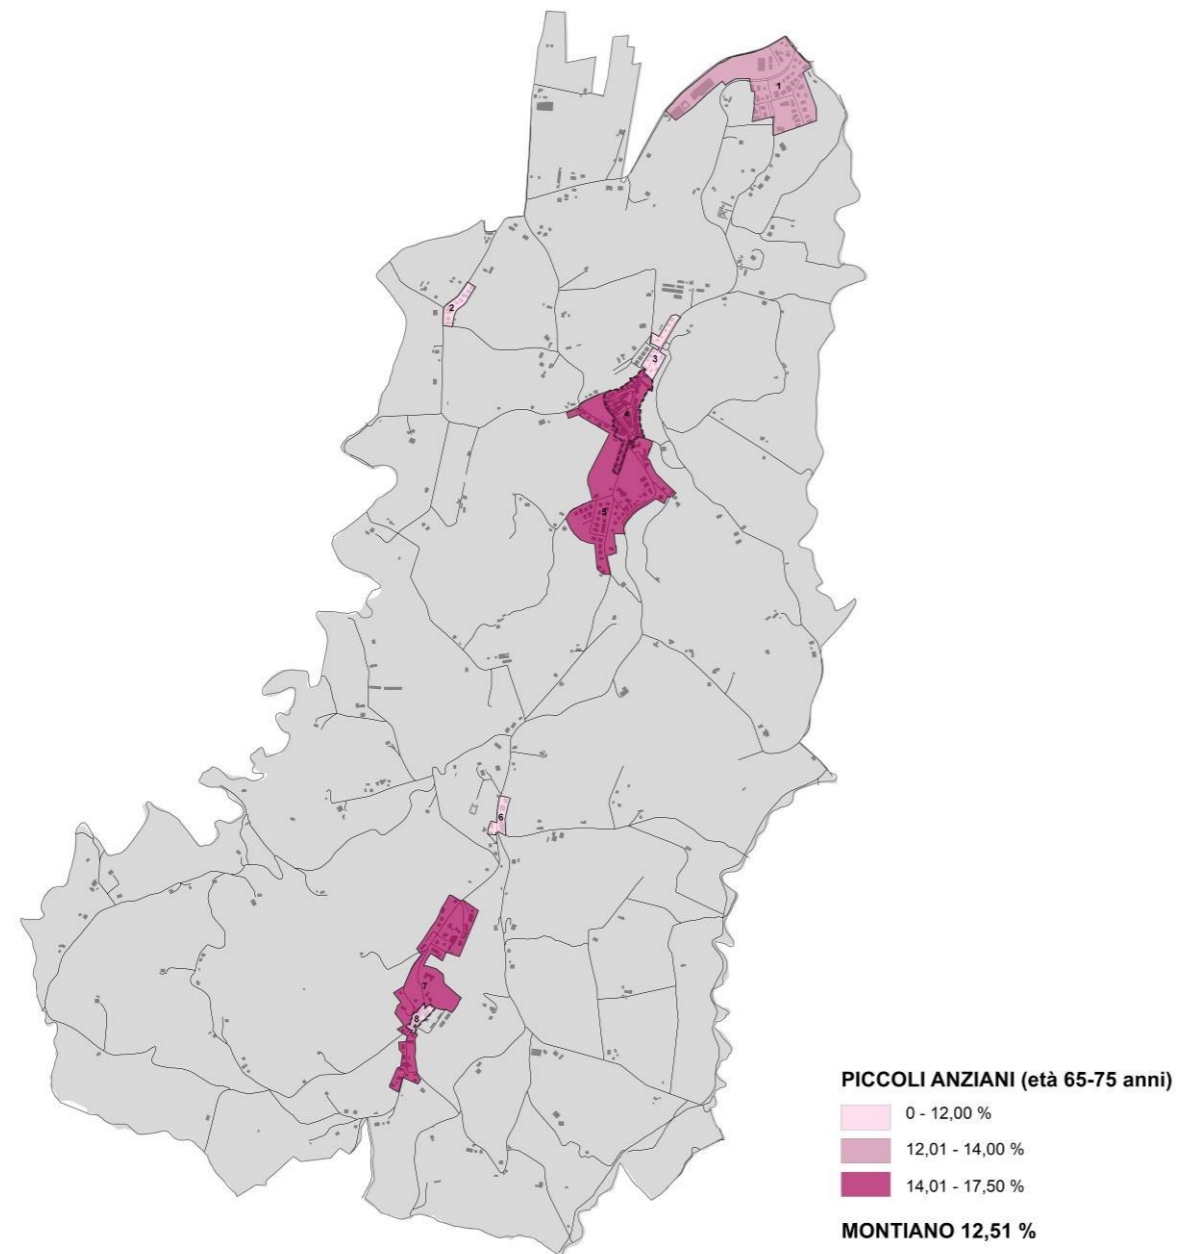 1
2
3
4
5
6
7
8
PICCOLI ANZIANI (età 65-75 anni)
0 - 12,00 %
12,01 - 14,00 %
14,01 - 17,50 %
MONTIANO 12,51 %